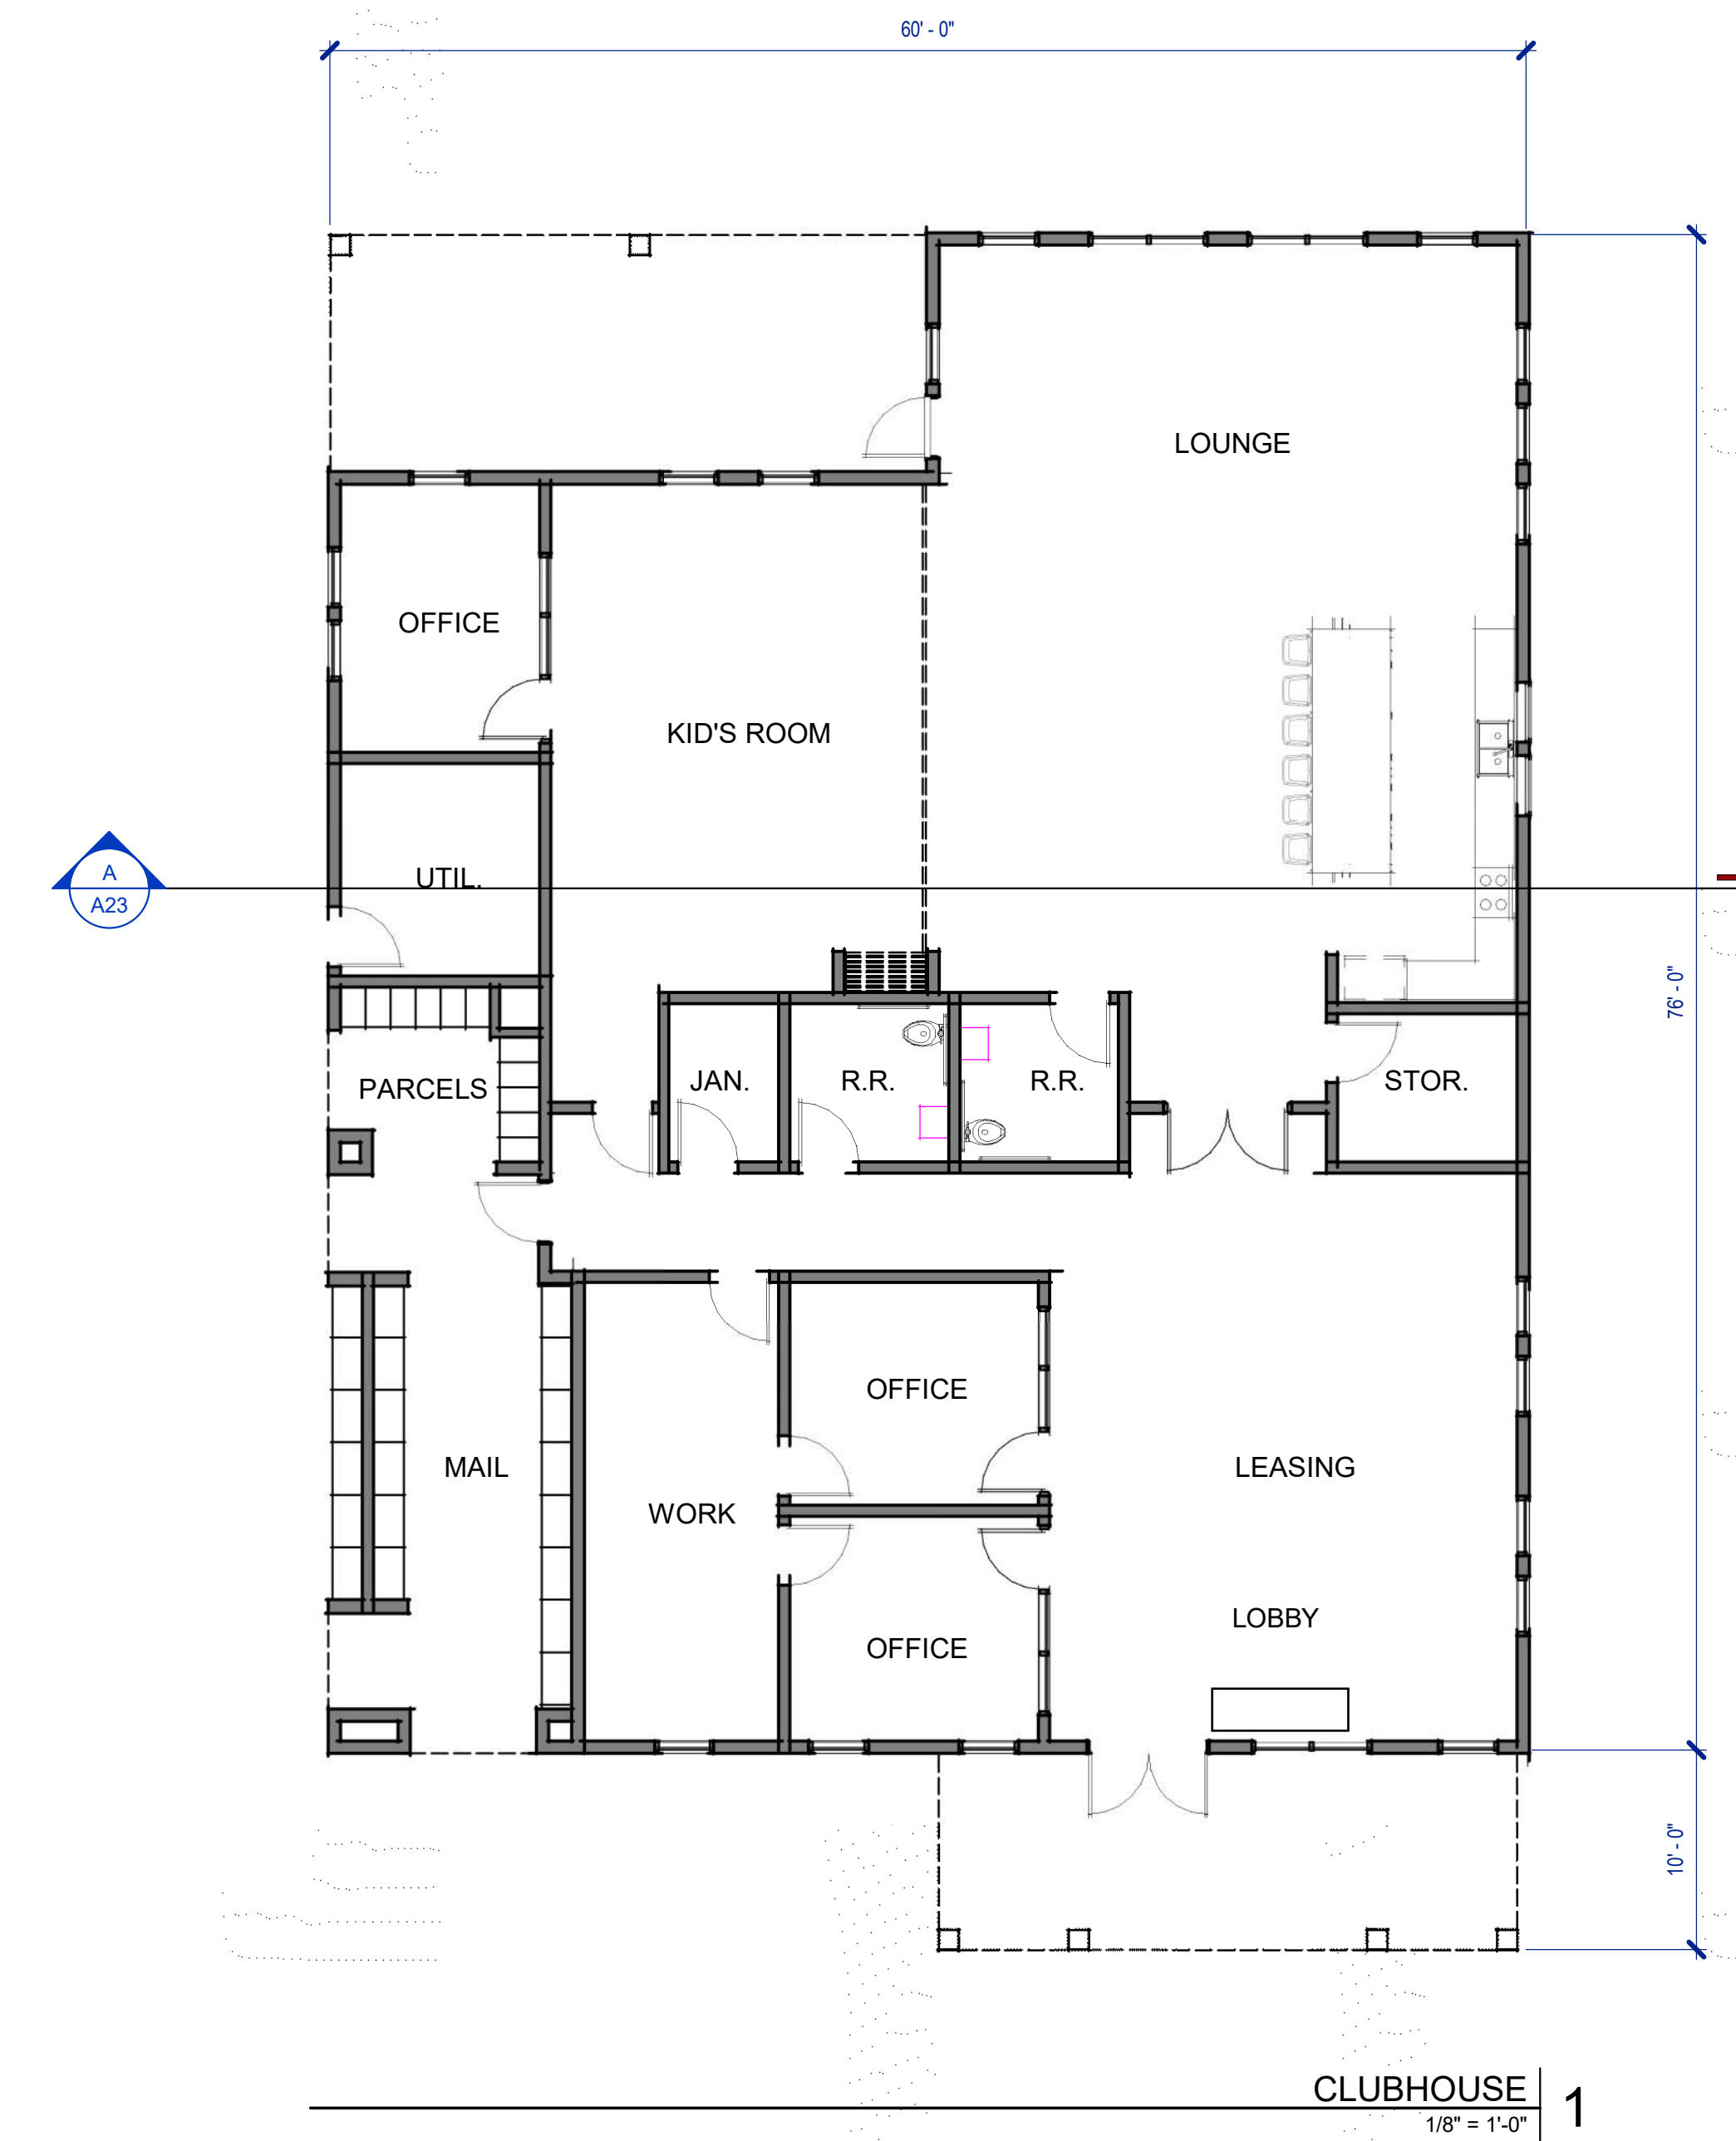 60' - 0"
LOUNGE
OFFICE
KID'S ROOM
UTIL.
A
A23
76' - 0"
PARCELS
JAN.
R.R.
R.R.
STOR.
OFFICE
MAIL
LEASING
WORK
LOBBY
OFFICE
10' - 0"
CLUBHOUSE
1/8" = 1'-0"
1